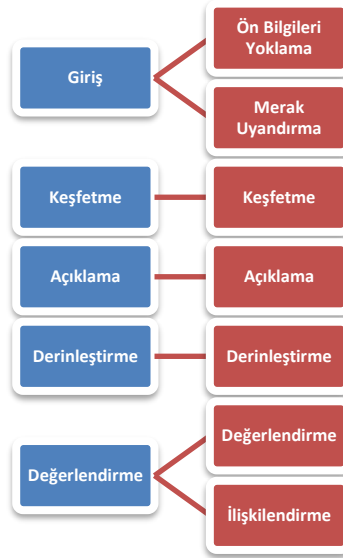 Giriş
Ön Bilgileri
Yoklama
Merak
Uyandırma
Keşfetme
Keşfetme
Açıklama
Açıklama
Derinleştirme
Derinleştirme
Değerlendirme
Değerlendirme
İlişkilendirme